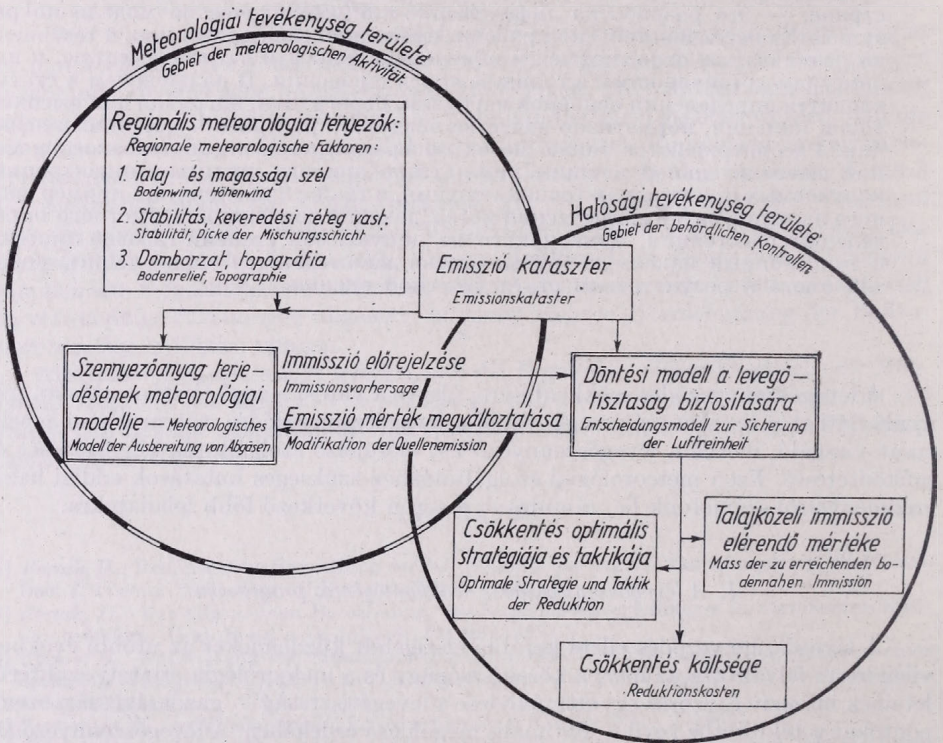 Meteorológiai tevékenység területe
Gebiet der meteorologischen Aktivität
Regionális meteorológiai tényezők:
Regionale meteorologische Faktoren:
1. Talaj és magassági szél
Bodenwind, Höhenwind
2. Stabilitás, keveredési réteg vast.
Stabilität, Dicke der Mischungsschicht
3. Domborzat, topográfia
Bodenrelief, Topographie
Hatósági tevékenység területe
Gebiet der behördlichen Kontrollen
Emisszió kataszter
Emissionskataster
Szennyezőanyag terje-
désének meteorológiai
modellje — Meteorologisches
Modell der Ausbereitung von Abgäsen
Immisszió előrejelzése
Immissionsvorhersage
Emisszió mérték megváltoztatása
Modifikation der Quellenemission
Döntési modell a levegő-
tisztaság biztosítására
Entscheidungsmodell zur Sicherung
der Luftreinheit
Csökkentés optimális
stratégiája és taktikája
Optimale Strategie und Taktik
der Reduktion
Talajközeli immisszió
elérendő mértéke
Mass der zu erreichenden bo-
dennahen Immission
Csökkentés költsége
Reduktionskosten